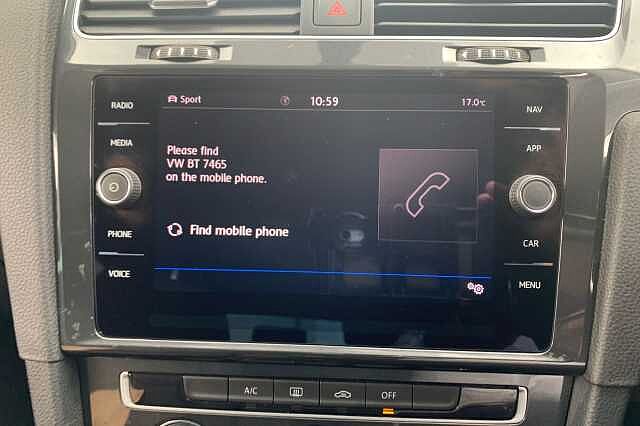 RADIO
MEDIA
PHONE
VOICE
Sport
10:59
17.0°C
Please find
VW BT 7465
on the mobile phone.
Find mobile phone
NAV
APP
CAR
MENU
A/C
OFF